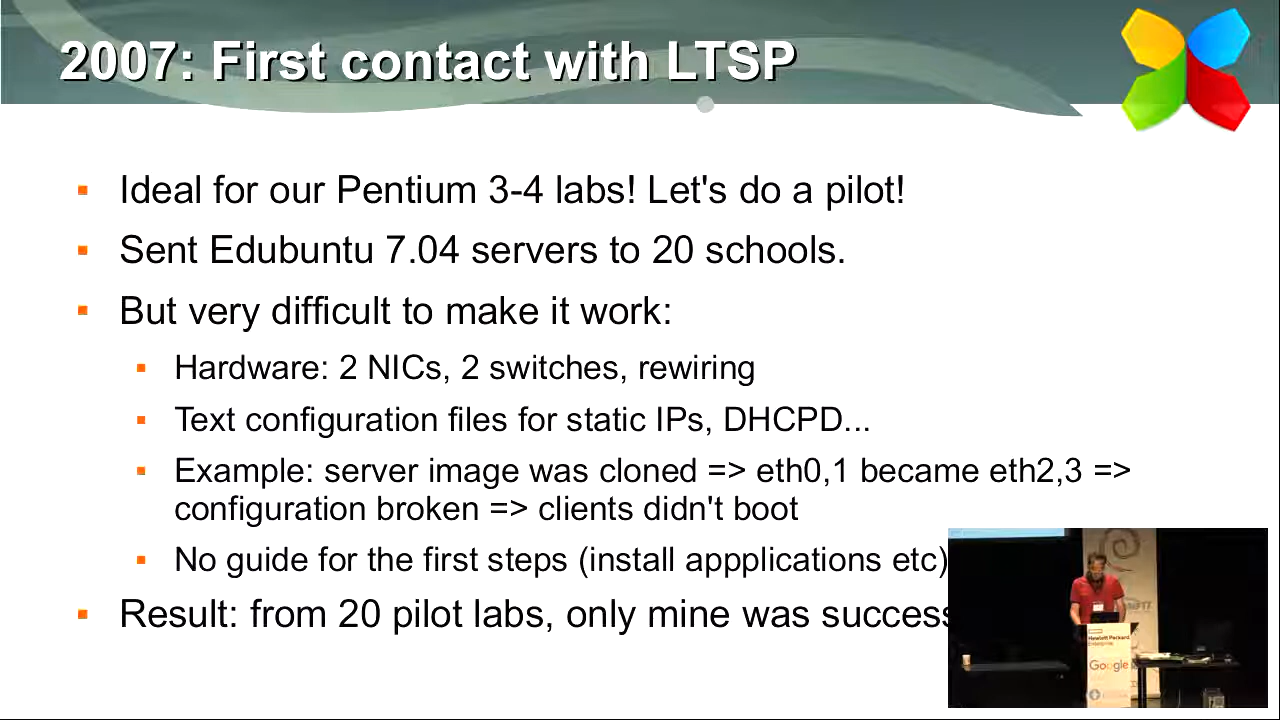 2007: First contact with LTSP
Ideal for our Pentium 3-4 labs! Let's do a pilot!
Sent Edubuntu 7.04 servers to 20 schools.
But very difficult to make it work:
Hardware: 2 NICs, 2 switches, rewiring
Text configuration files for static IPs, DHCPD...
Example: server image was cloned => eth0,1 became eth2,3 =>
configuration broken => clients didn't boot
No guide for the first steps (install appplications etc)
Result: from 20 pilot labs, only mine was success
Hewlett Packard
Enterprise
Google